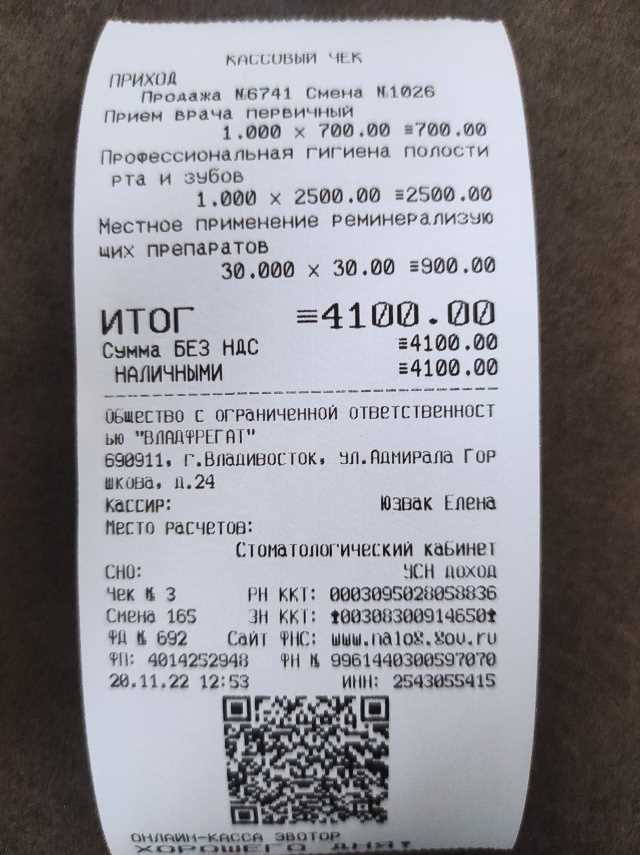 КАССОВЫЙ ЧЕК
ПРИХОД
Продажа №6741 Смена №1026
Прием врача первичный
1.000 × 700.00 ≡700.00
Профессиональная гигиена полости
рта и зубов
1.000 × 2500.00 ≡2500.00
Местное применение реминерализую
щих препаратов
30.000 × 30.00 ≡900.00
ИТОГ ≡4100.00
Сумма БЕЗ НДС ≡4100.00
НАЛИЧНЫМИ ≡4100.00
Общество с ограниченной ответственност
ью "ВЛАДФРЕГАТ"
690911, г.Владивосток, ул.Адмирала Гор
шкова, д.24
Кассир: Юзвак Елена
Место расчетов:
Стоматологический кабинет
СНО: УСН доход
Чек № 3 РН ККТ: 0003095028058836
Смена 165 ЗН ККТ: ↟00308300914650↟
ФД № 692 Сайт ФНС: www.nalog.gov.ru
ФП: 4014252948 ФН № 9961440300597070
20.11.22 12:53 ИНН: 2543055415
ОНЛАЙН-КАССА ЭВОТОР
ХОРОШЕГО ДНЯ!